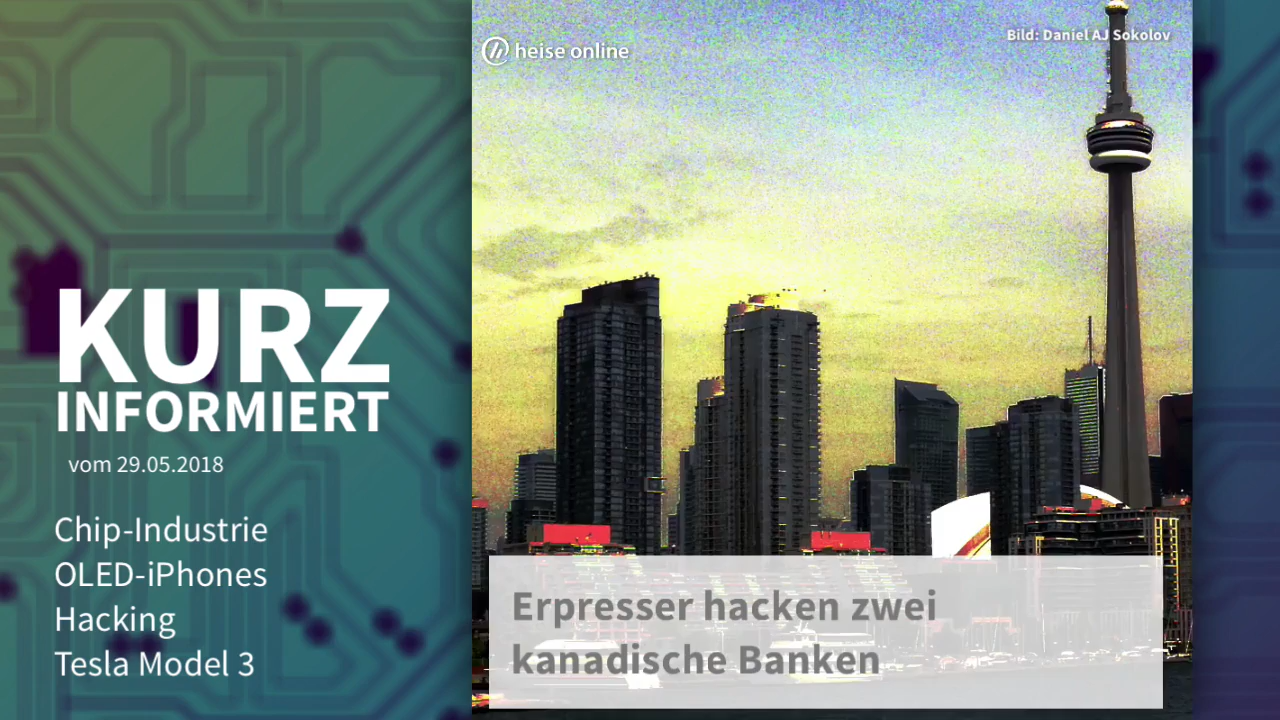 KURZ
INFORMIERT
vom 29.05.2018
Chip-Industrie
OLED-iPhones
Hacking
Tesla Model 3
heise online
Bild: Daniel AJ Sokolov
Erpresser hacken zwei
kanadische Banken